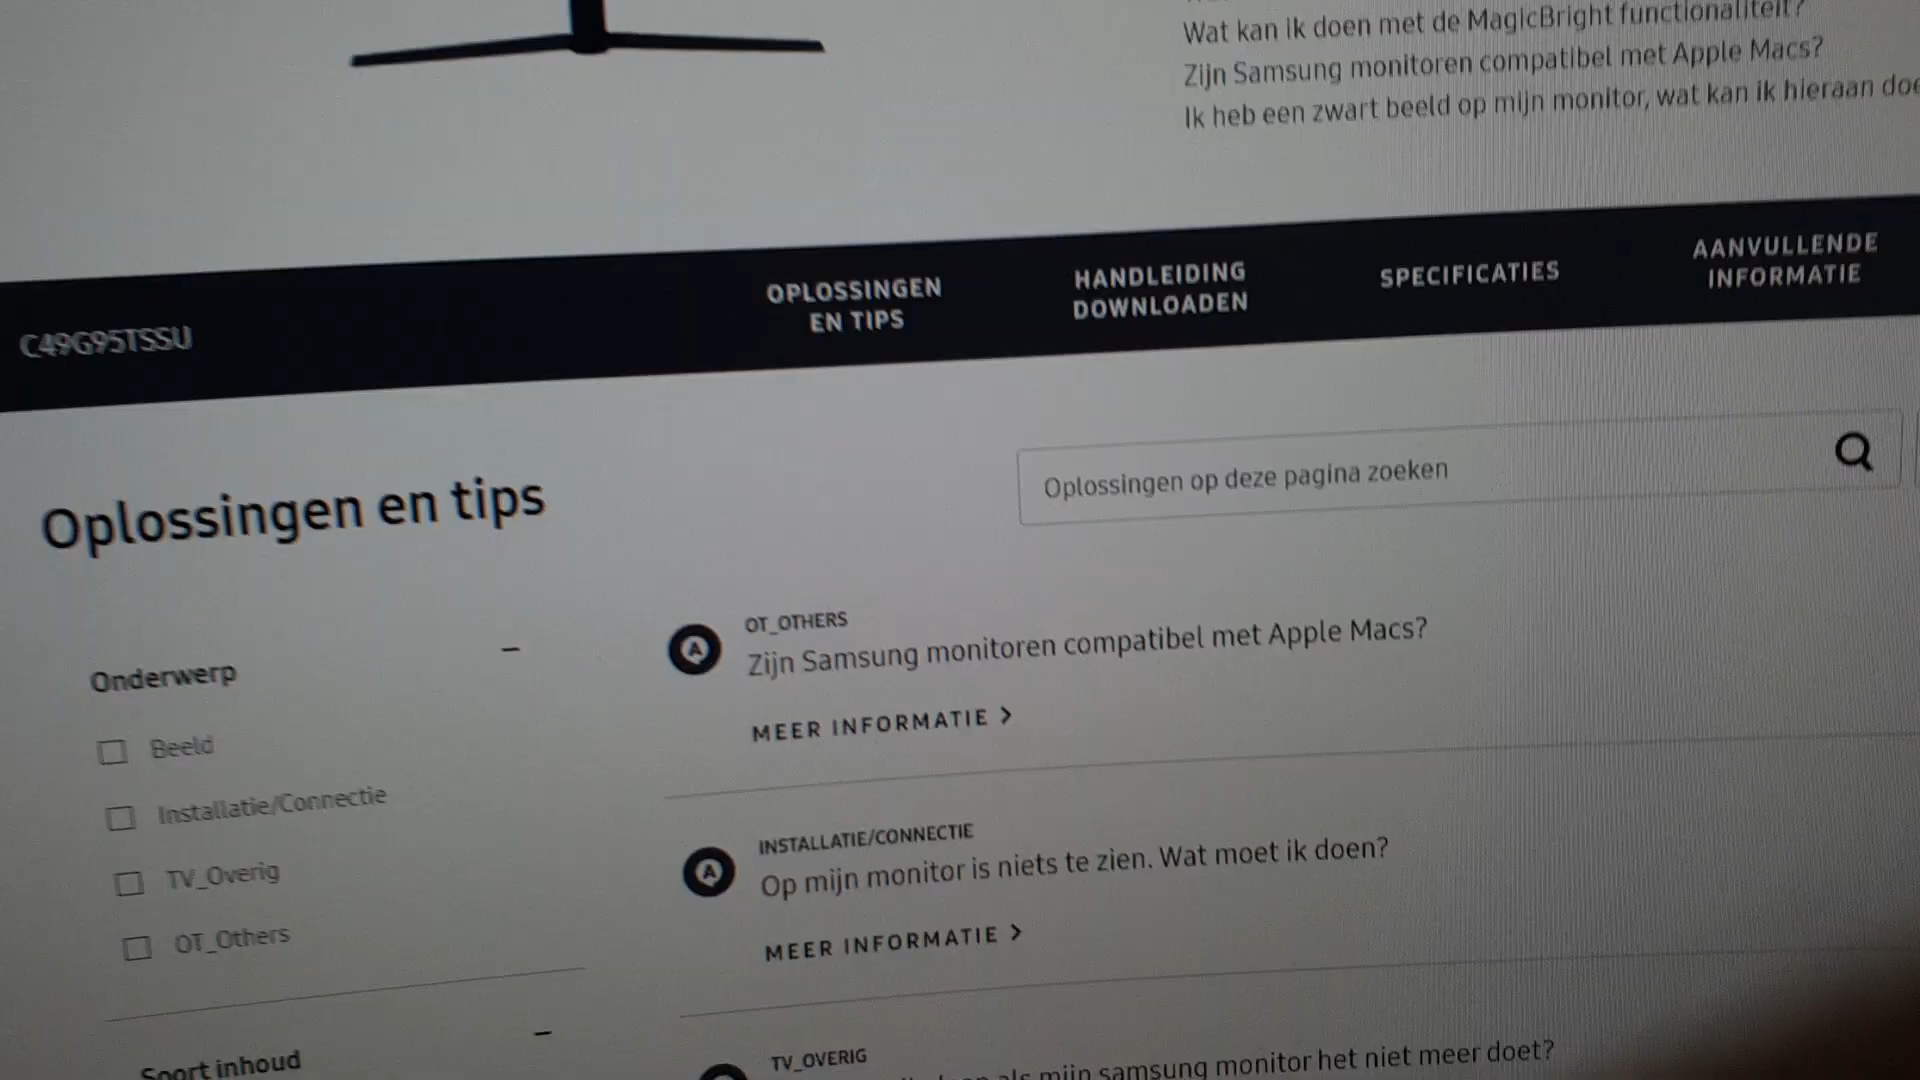 Wat kan ik doen met de MagicBright functionaliteit?
Zijn Samsung monitoren compatibel met Apple Macs?
Ik heb een zwart beeld op mijn monitor, wat kan ik hieraan doe
C49G95TSSU
OPLOSSINGEN
EN TIPS
HANDLEIDING
DOWNLOADEN
SPECIFICATIES
AANVULLENDE
INFORMATIE
Oplossingen en tips
Oplossingen op deze pagina zoeken
Onderwerp
Beeld
Installatie/Connectie
TV_Overig
OT_Others
Soort inhoud
OT_OTHERS
Zijn Samsung monitoren compatibel met Apple Macs?
MEER INFORMATIE >
INSTALLATIE/CONNECTIE
Op mijn monitor is niets te zien. Wat moet ik doen?
MEER INFORMATIE >
TV_OVERIG
als mijn samsung monitor het niet meer doet?